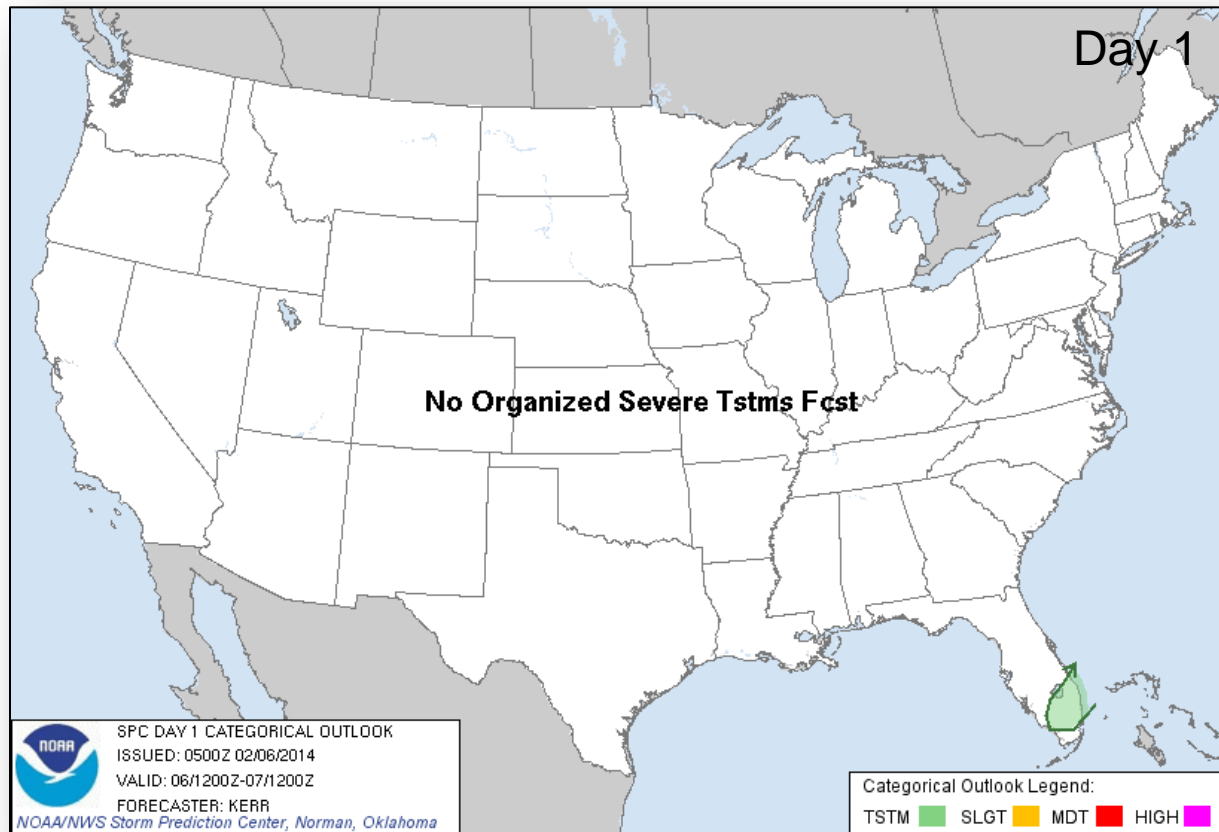 Day 1
No Organized Severe Tstms Fcst
NOAA
SPC DAY 1 CATEGORICAL OUTLOOK
ISSUED: 0500Z 02/06/2014
VALID: 06/1200Z-07/1200Z
FORECASTER: KERR
NOAA/NWS Storm Prediction Center, Norman, Oklahoma
Categorical Outlook Legend:
TSTM SLGT MDT HIGH